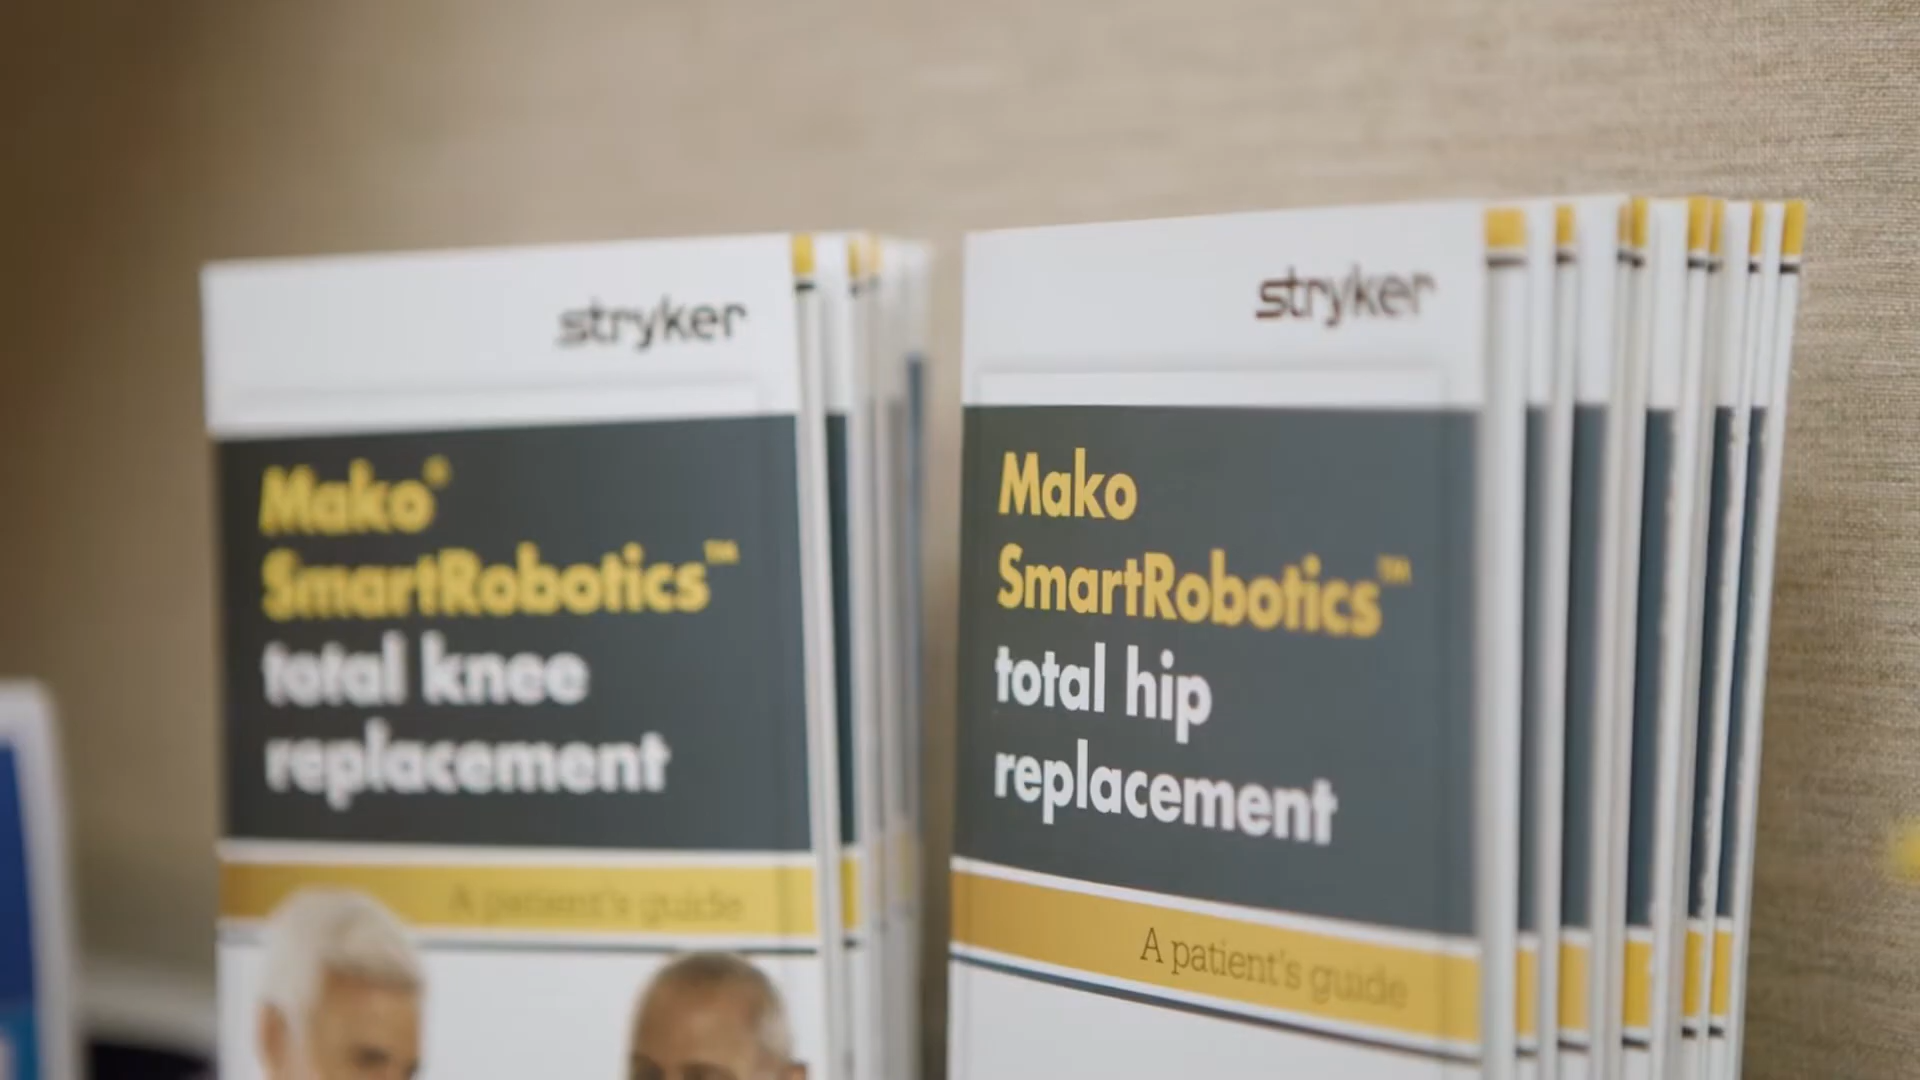 stryker
Mako®
SmartRobotics™
total knee
replacement
A patient's guide
stryker
Mako
SmartRobotics™
total hip
replacement
A patient's guide